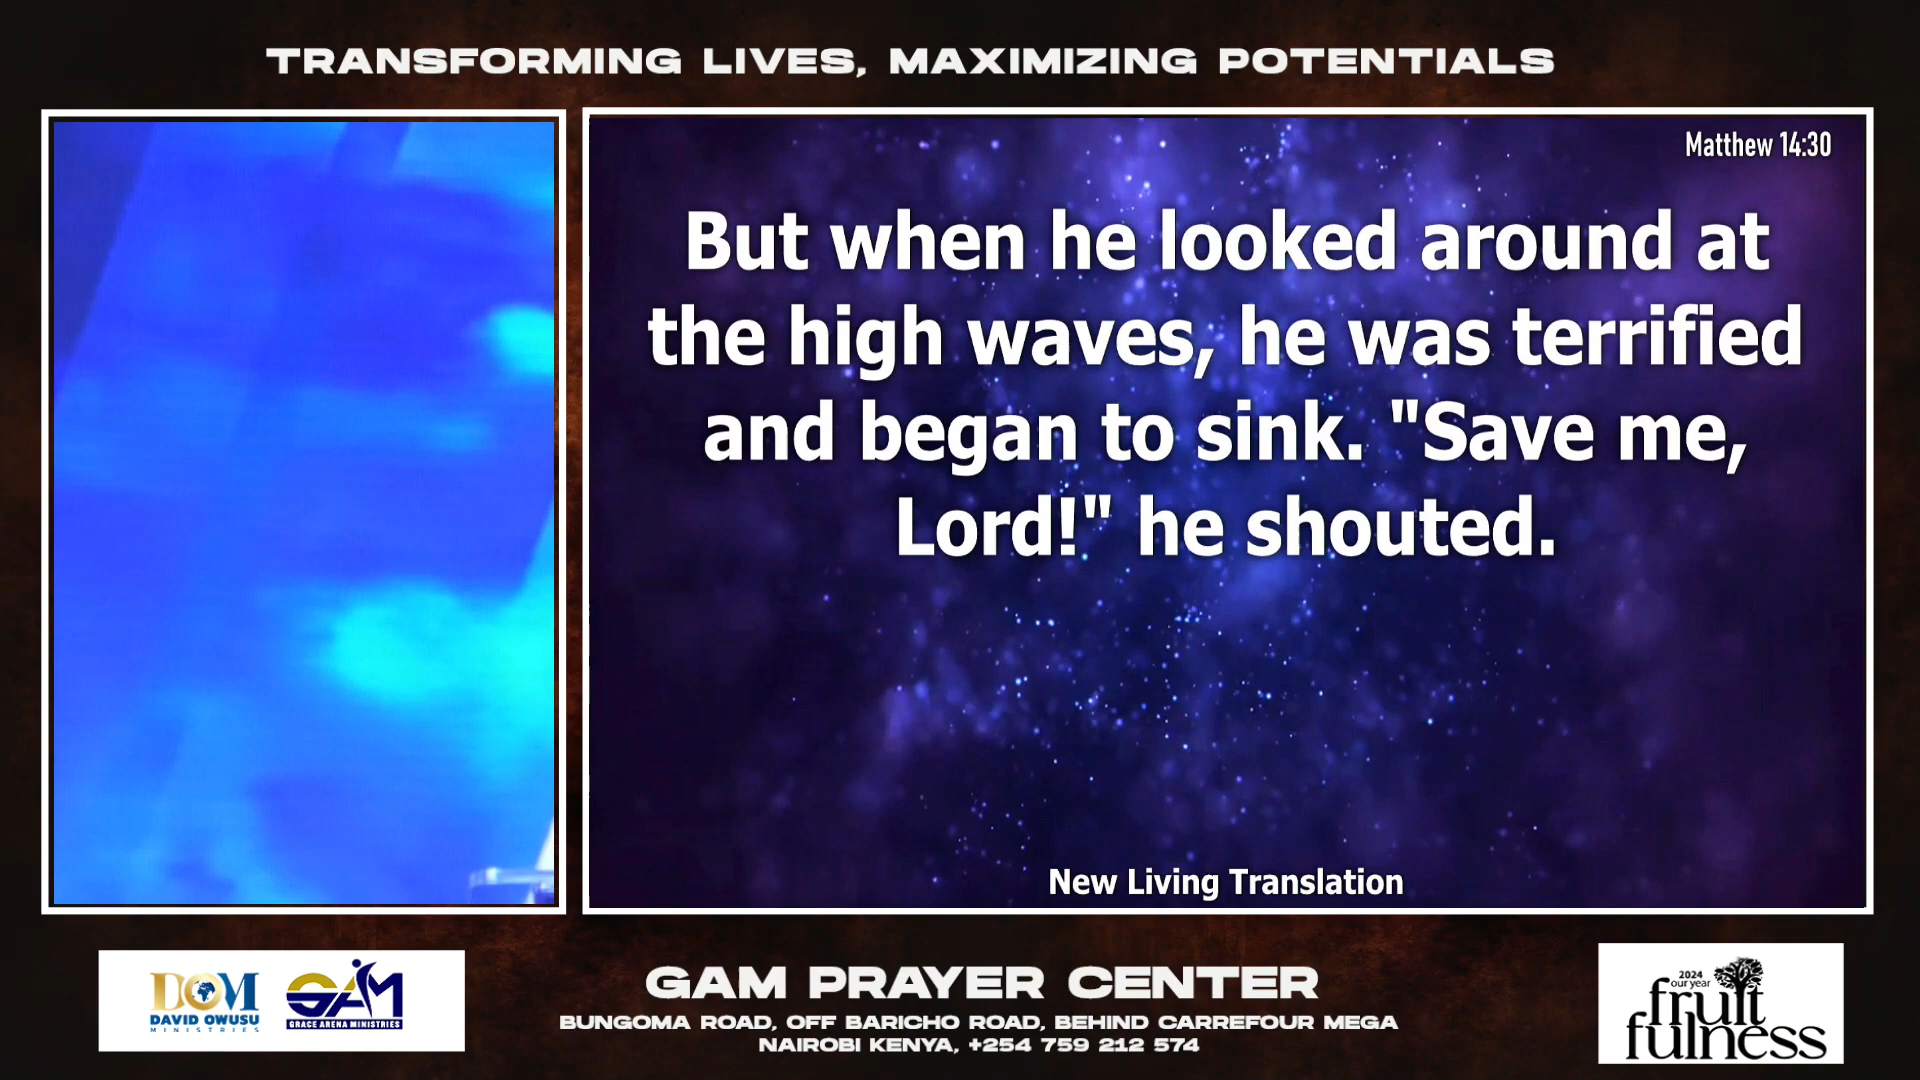 TRANSFORMING LIVES, MAXIMIZING POTENTIALS
Matthew 14:30
But when he looked around at
the high waves, he was terrified
and began to sink. "Save me,
Lord!" he shouted.
New Living Translation
DOM
DAVID OWUSU
MINISTRIES
GAM
GRACE ARENA MINISTRIES
GAM PRAYER CENTER
BUNGOMA ROAD, OFF BARICHO ROAD, BEHIND CARREFOUR MEGA
NAIROBI KENYA, +254 759 212 574
2024
our year
fruit
fulness